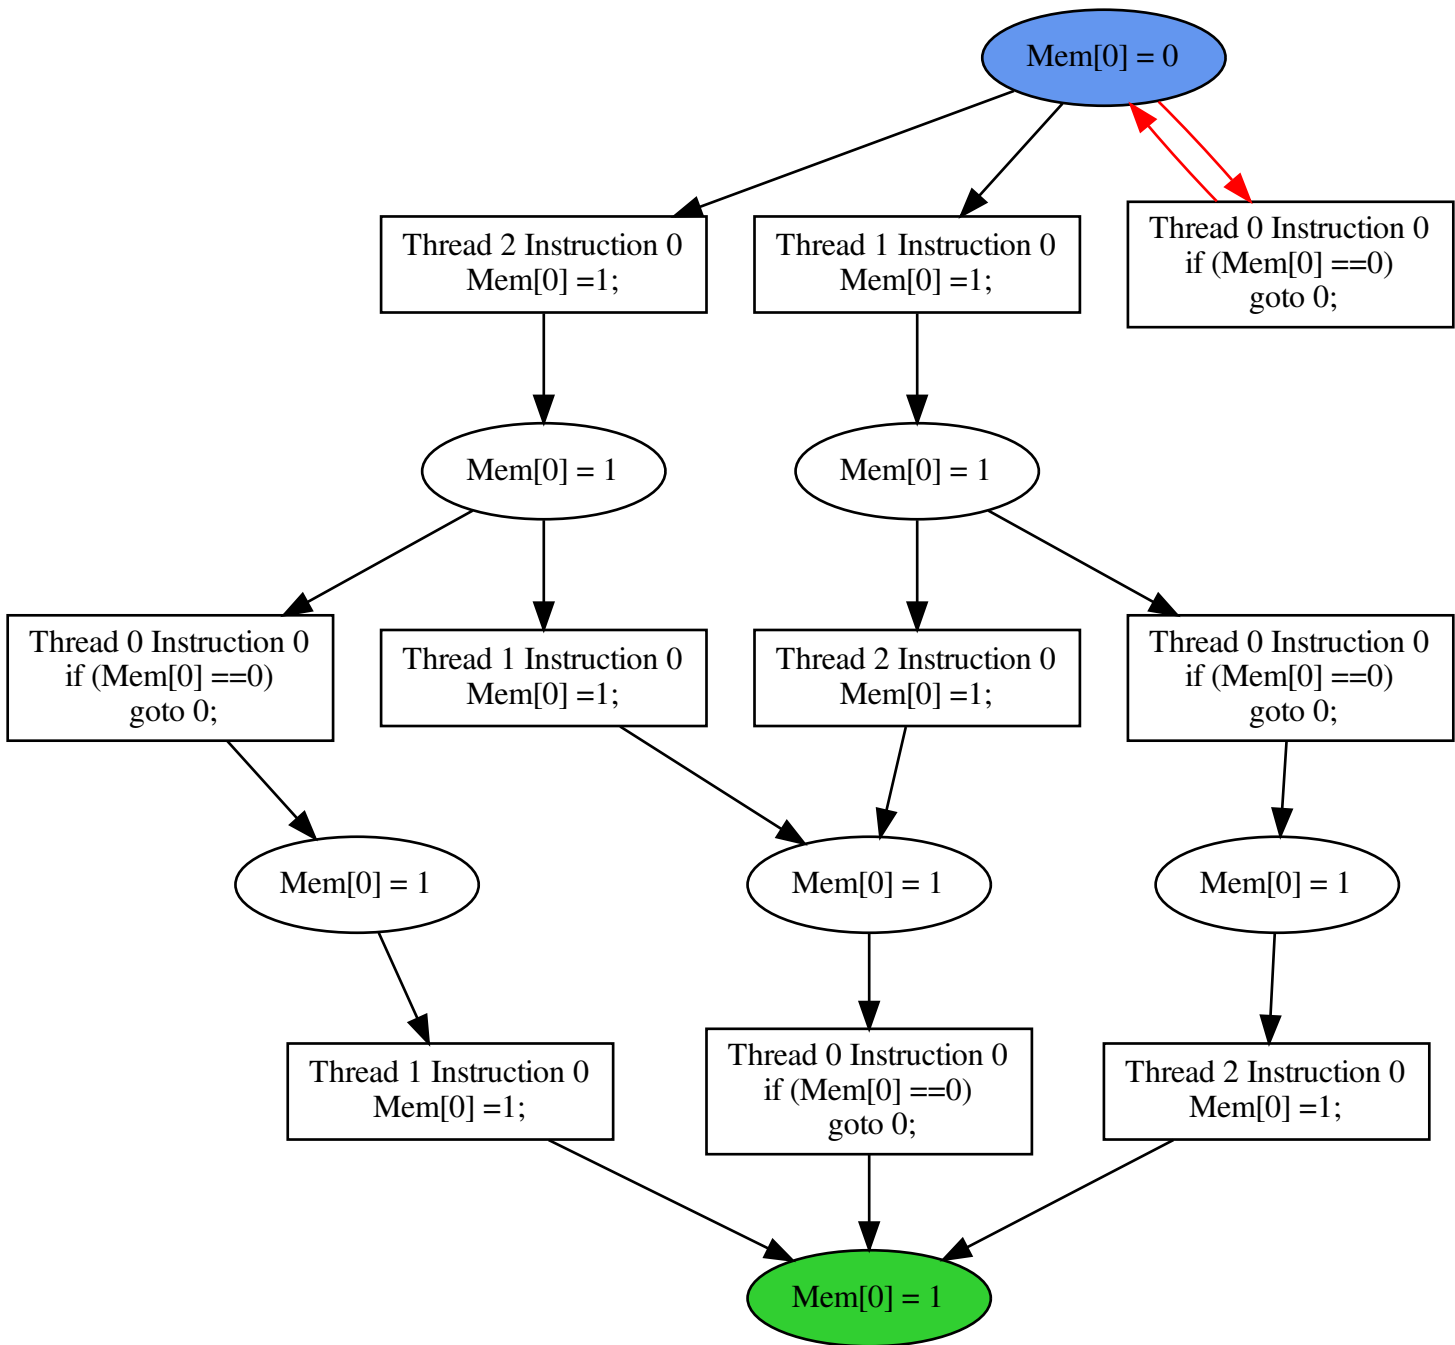 Mem[0] = 0
Thread 2 Instruction 0
Mem[0] =1;
Thread 1 Instruction 0
Mem[0] =1;
Thread 0 Instruction 0
if (Mem[0] ==0)
goto 0;
Mem[0] = 1
Mem[0] = 1
Thread 0 Instruction 0
if (Mem[0] ==0)
goto 0;
Thread 1 Instruction 0
Mem[0] =1;
Thread 2 Instruction 0
Mem[0] =1;
Thread 0 Instruction 0
if (Mem[0] ==0)
goto 0;
Mem[0] = 1
Mem[0] = 1
Mem[0] = 1
Thread 1 Instruction 0
Mem[0] =1;
Thread 0 Instruction 0
if (Mem[0] ==0)
goto 0;
Thread 2 Instruction 0
Mem[0] =1;
Mem[0] = 1